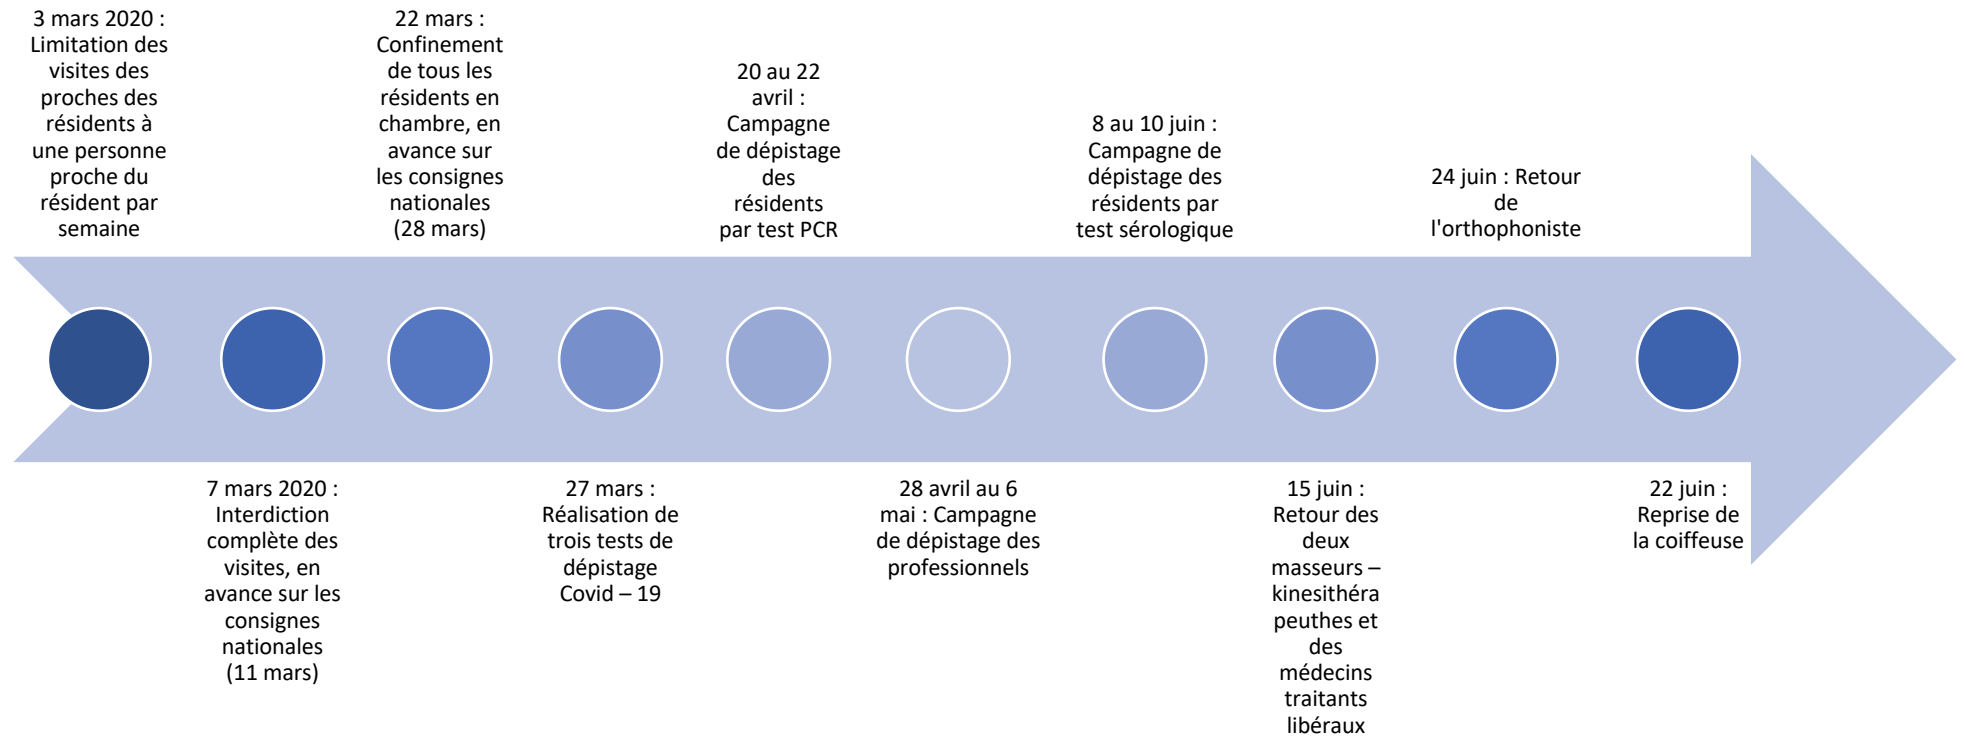 3 mars 2020 :
Limitation des
visites des
proches des
résidents à
une personne
proche du
résident par
semaine
7 mars 2020 :
Interdiction
complète des
visites, en
avance sur les
consignes
nationales
(11 mars)
22 mars :
Confinement
de tous les
résidents en
chambre, en
avance sur
les consignes
nationales
(28 mars)
27 mars :
Réalisation de
trois tests de
dépistage
Covid – 19
20 au 22
avril :
Campagne
de dépistage
des
résidents
par test PCR
28 avril au 6
mai : Campagne
de dépistage des
professionnels
8 au 10 juin :
Campagne de
dépistage des
résidents par
test sérologique
15 juin :
Retour des
deux
masseurs –
kinesithéra
peuthes et
des
médecins
traitants
libéraux
24 juin : Retour
de
l'orthophoniste
22 juin :
Reprise de
la coiffeuse